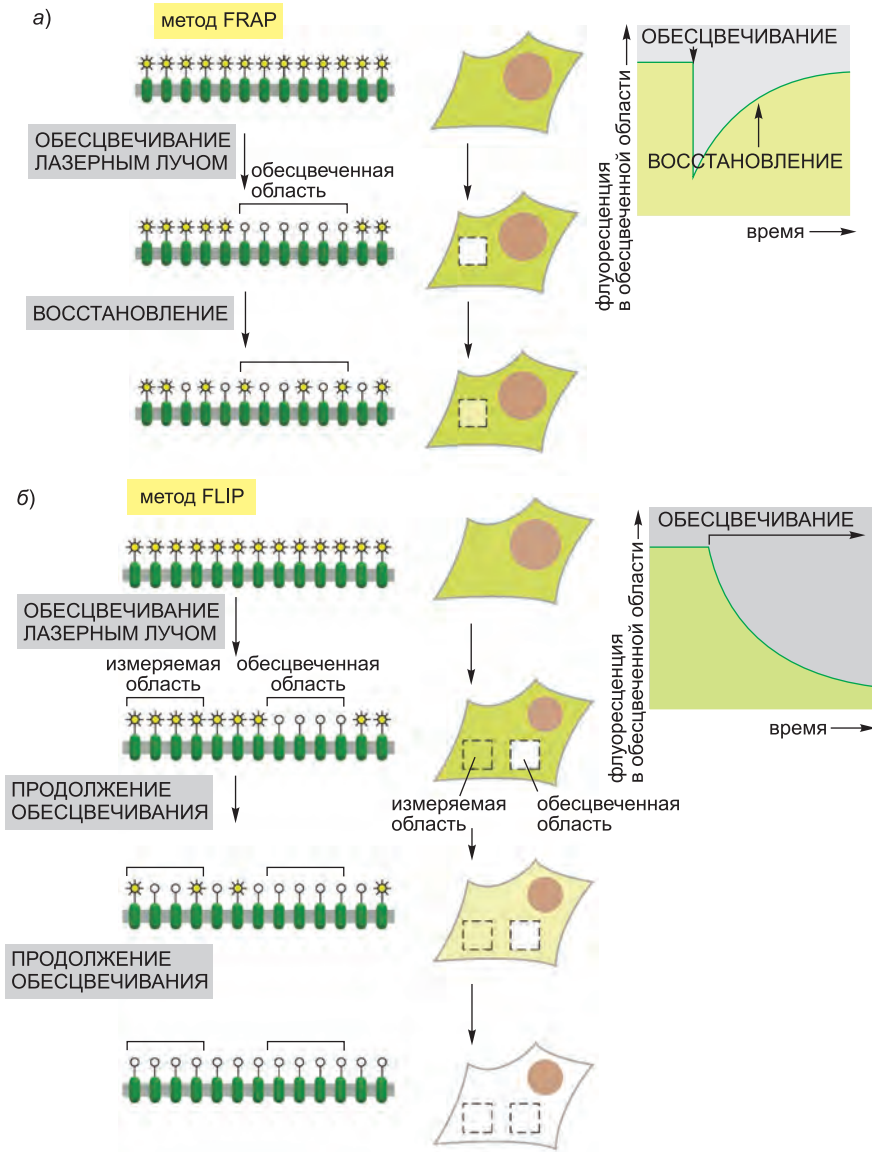 а)
метод FRAP
ОБЕСЦВЕЧИВАНИЕ
ЛАЗЕРНЫМ ЛУЧОМ
обесцвеченная
область
ВОССТАНОВЛЕНИЕ
флуоресценция
в обесцвеченной области
ОБЕСЦВЕЧИВАНИЕ
ВОССТАНОВЛЕНИЕ
время
б)
метод FLIP
ОБЕСЦВЕЧИВАНИЕ
ЛАЗЕРНЫМ ЛУЧОМ
измеряемая
область
обесцвеченная
область
ПРОДОЛЖЕНИЕ
ОБЕСЦВЕЧИВАНИЯ
измеряемая
область
обесцвеченная
область
ПРОДОЛЖЕНИЕ
ОБЕСЦВЕЧИВАНИЯ
флуоресценция
в обесцвеченной области
ОБЕСЦВЕЧИВАНИЕ
время